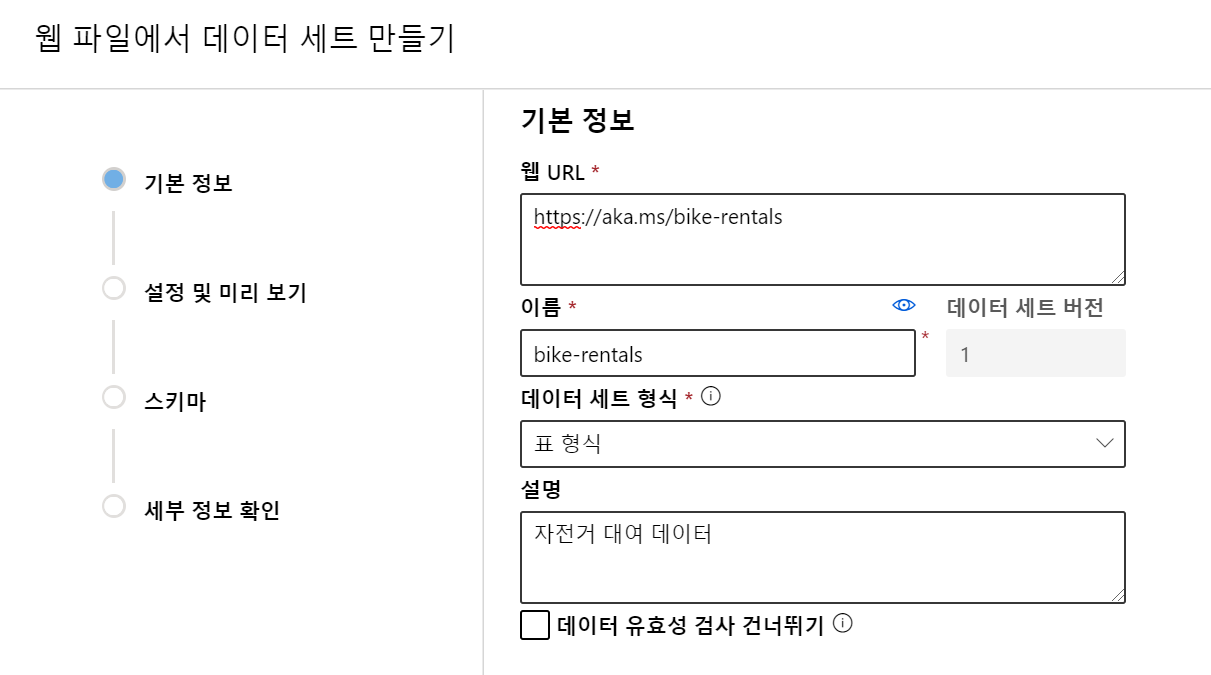 웹 파일에서 데이터 세트 만들기
기본 정보
설정 및 미리 보기
스키마
세부 정보 확인
기본 정보
웹 URL *
https://aka.ms/bike-rentals
이름 *
데이터 세트 버전
bike-rentals
*
1
데이터 세트 형식 *
표 형식
설명
자전거 대여 데이터
데이터 유효성 검사 건너뛰기